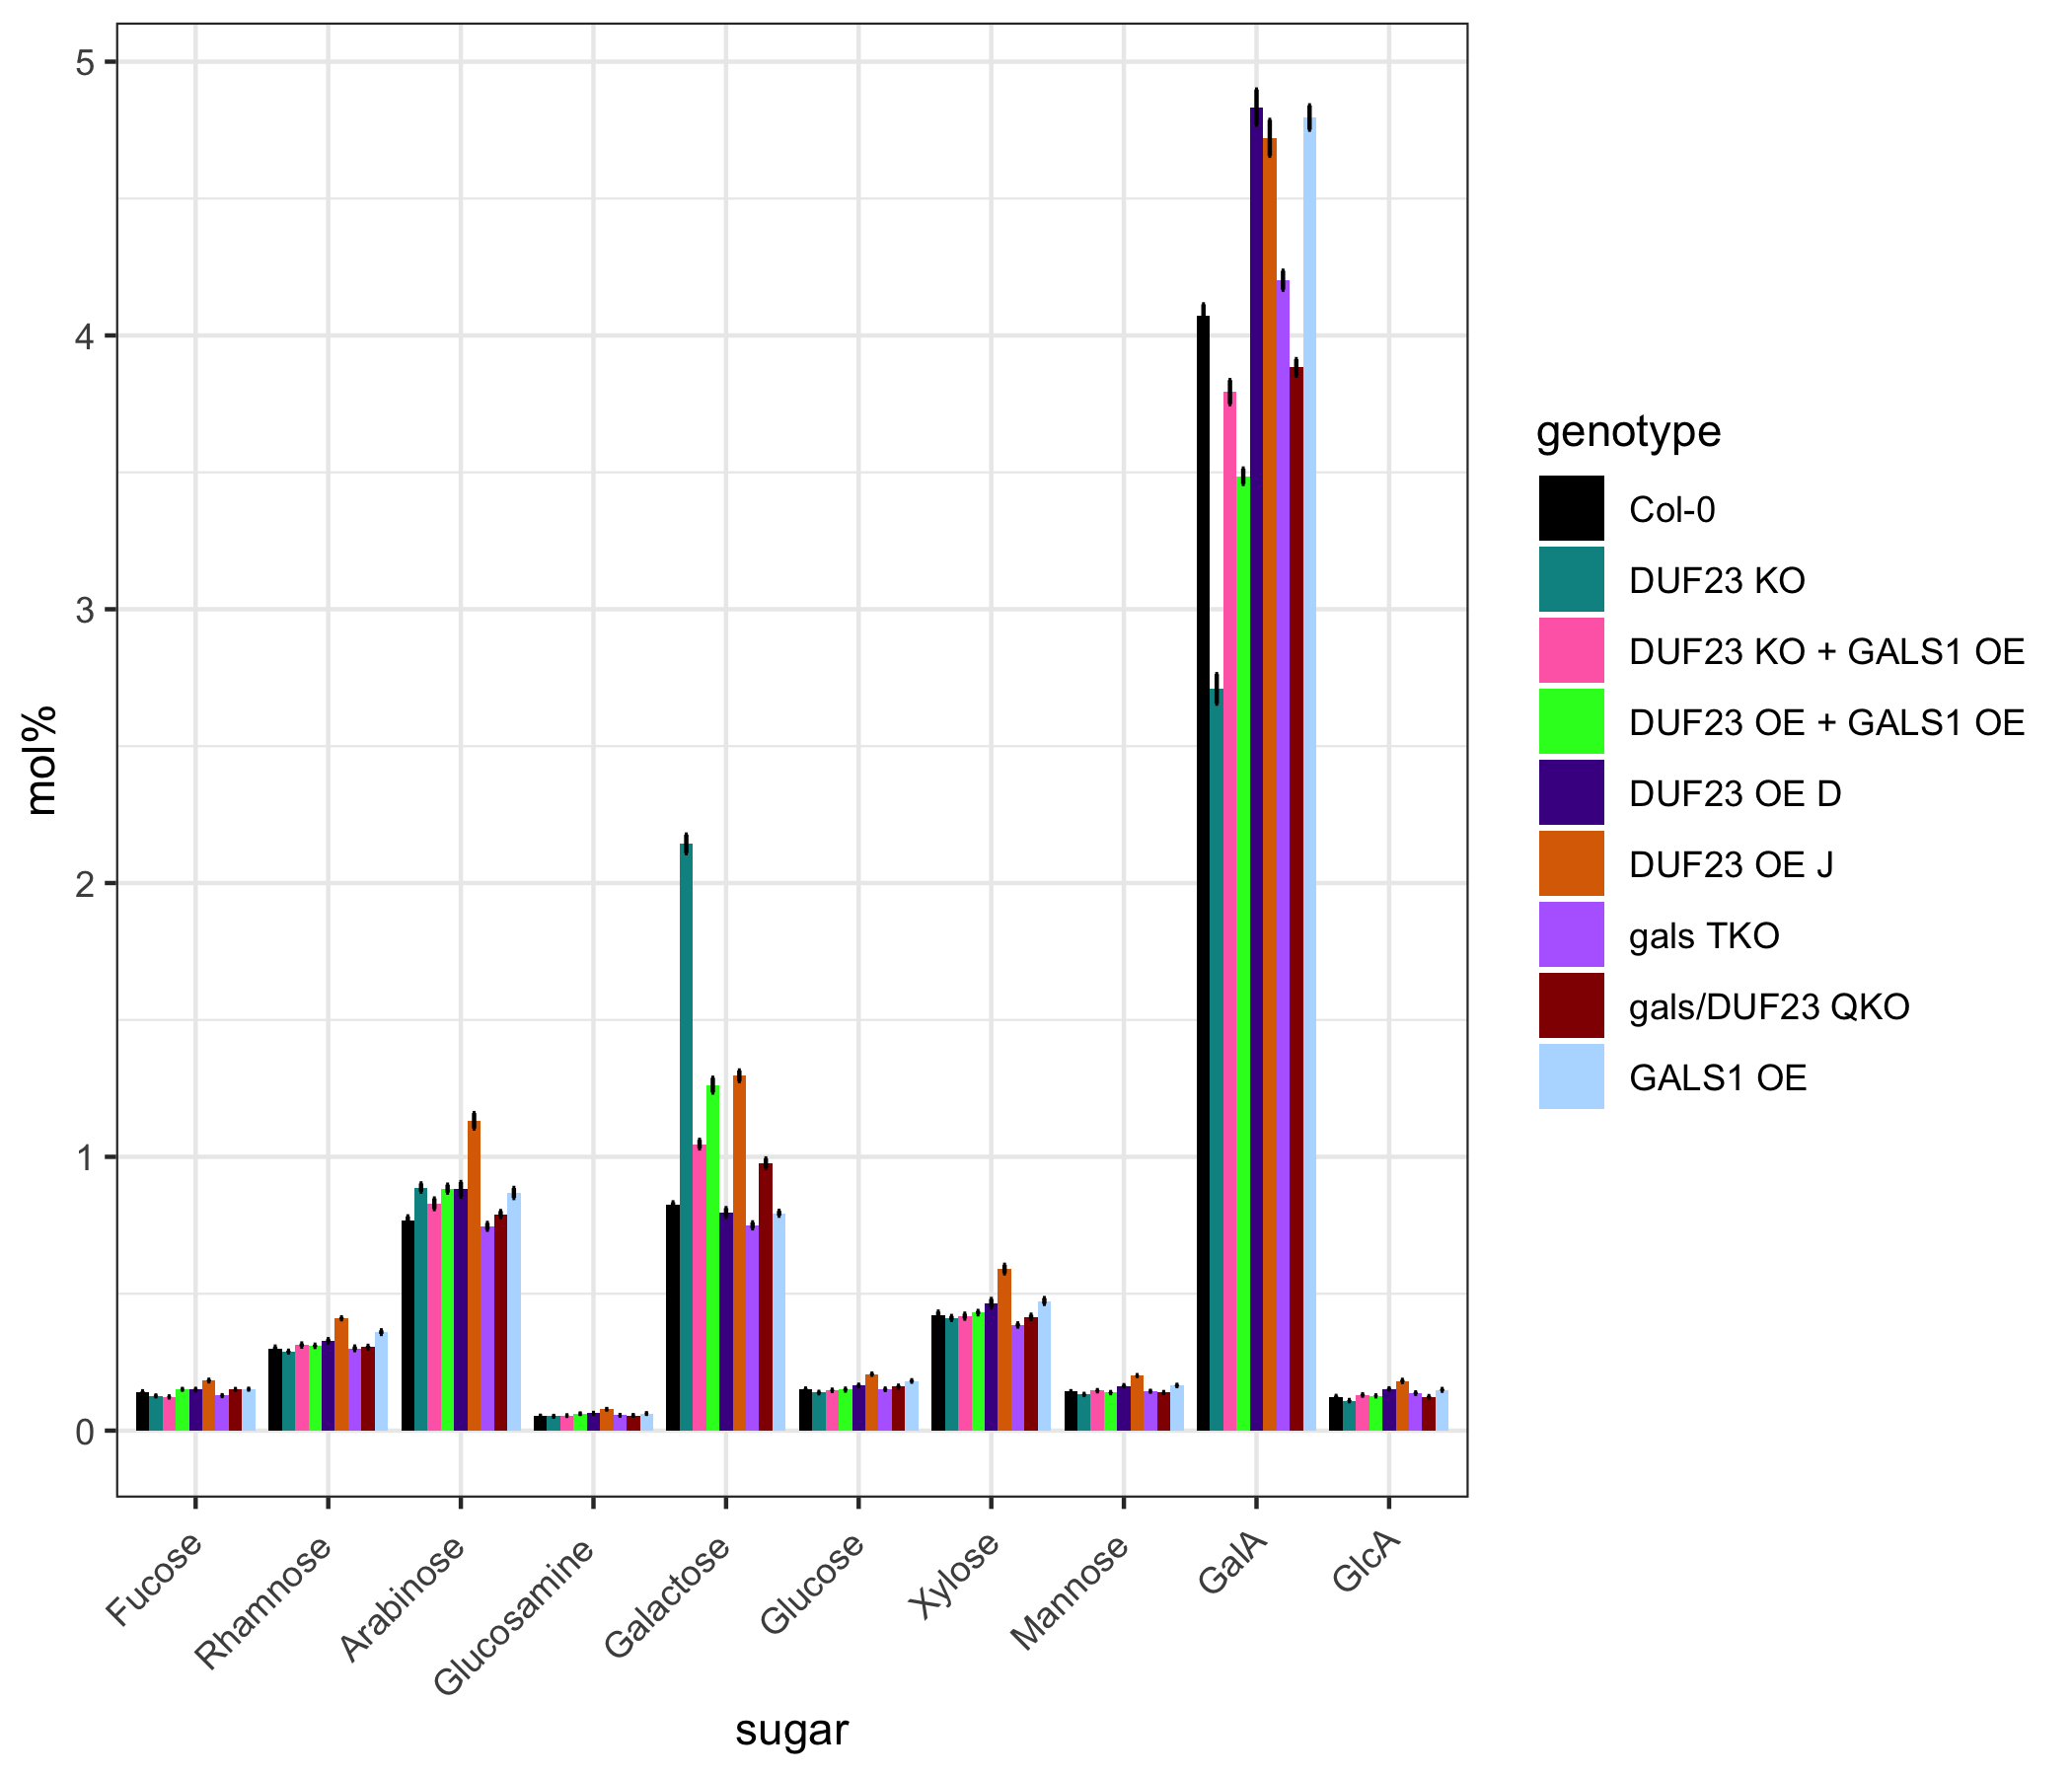 5
4
3
2
1
0
mol%
Fucose
Rhamnose
Arabinose
Glucosamine
Galactose
Glucose
Xylose
Mannose
GalA
GlcA
sugar
genotype
Col-0
DUF23 KO
DUF23 KO + GALS1 OE
DUF23 OE + GALS1 OE
DUF23 OE D
DUF23 OE J
gals TKO
gals/DUF23 QKO
GALS1 OE